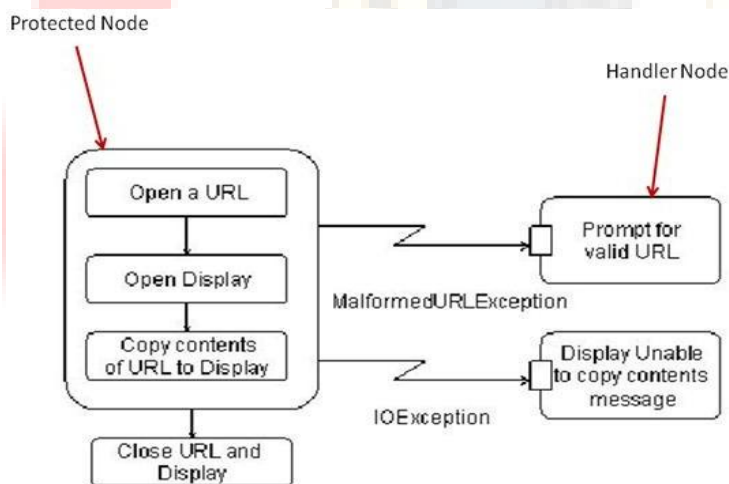 Protected Node
Handler Node
Open a URL
Prompt for
valid URL
Open Display
MalformedURLException
Copy contents
of URL to Display
Display Unable
to copy contents
message
IOException
Close URL and
Display